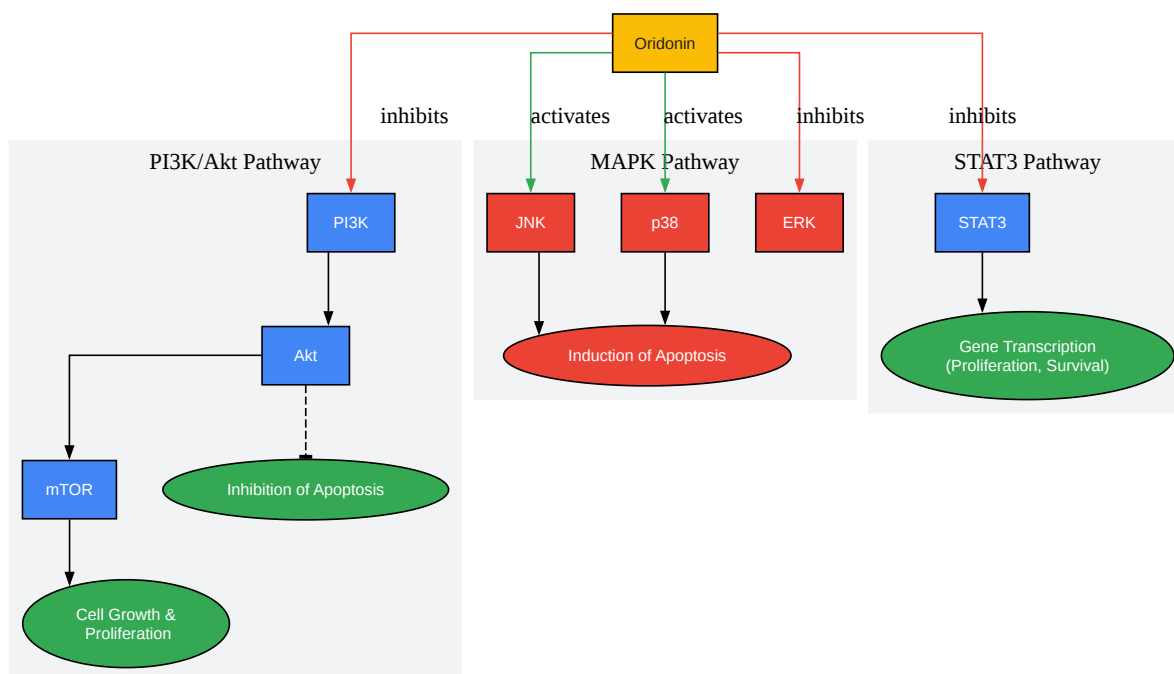 Oridonin
inhibits
activates
activates
inhibits
inhibits
PI3K/Akt Pathway
MAPK Pathway
STAT3 Pathway
PI3K
JNK
p38
ERK
STAT3
Akt
Induction of Apoptosis
Gene Transcription
(Proliferation, Survival)
mTOR
Inhibition of Apoptosis
Cell Growth &
Proliferation